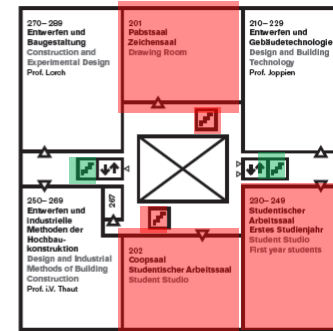 270–289
Entwerfen und
Baugestaltung
Construction and
Experimental Design
Prof. Lorch
201
Pabstsaal
Zeichensaal
Drawing Room
210–229
Entwerfen und
Gebäudetechnologie
Design and Building
Technology
Prof. Joppien
250–269
Entwerfen und
industrielle
Methoden der
Hochbau-
konstruktion
Design and Industrial
Methods of Building
Construction
Prof. i.V. Thaut
267
202
Coopsaal
Studentischer Arbeitssaal
Student Studio
230–249
Studentischer
Arbeitssaal
Erstes Studienjahr
Student Studio
First year students